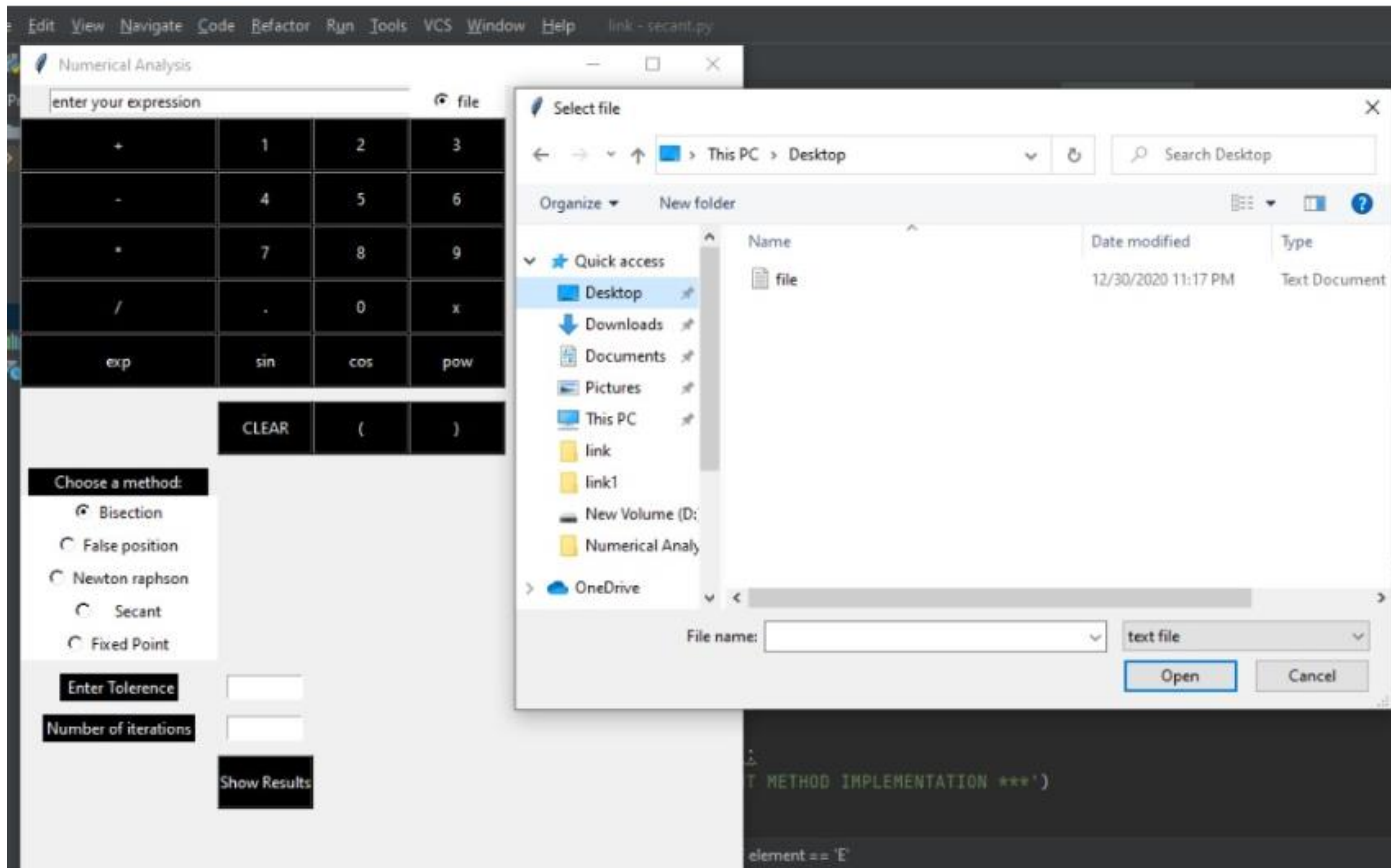 Edit View Navigate Code Refactor Run Tools VCS Window Help link - secant.py
Numerical Analysis
enter your expression file
+ 1 2 3
- 4 5 6
* 7 8 9
/ . 0 x
exp sin cos pow
CLEAR ( )
Choose a method:
Bisection
False position
Newton raphson
Secant
Fixed Point
Enter Tolerence
Number of iterations
Show Results
Select file
This PC > Desktop
Search Desktop
Organize
New folder
Name Date modified Type
file 12/30/2020 11:17 PM Text Document
Quick access
Desktop
Downloads
Documents
Pictures
This PC
link
link1
New Volume (D:
Numerical Analy
OneDrive
File name:
text file
Open Cancel
T METHOD IMPLEMENTATION ***')
element == 'E'